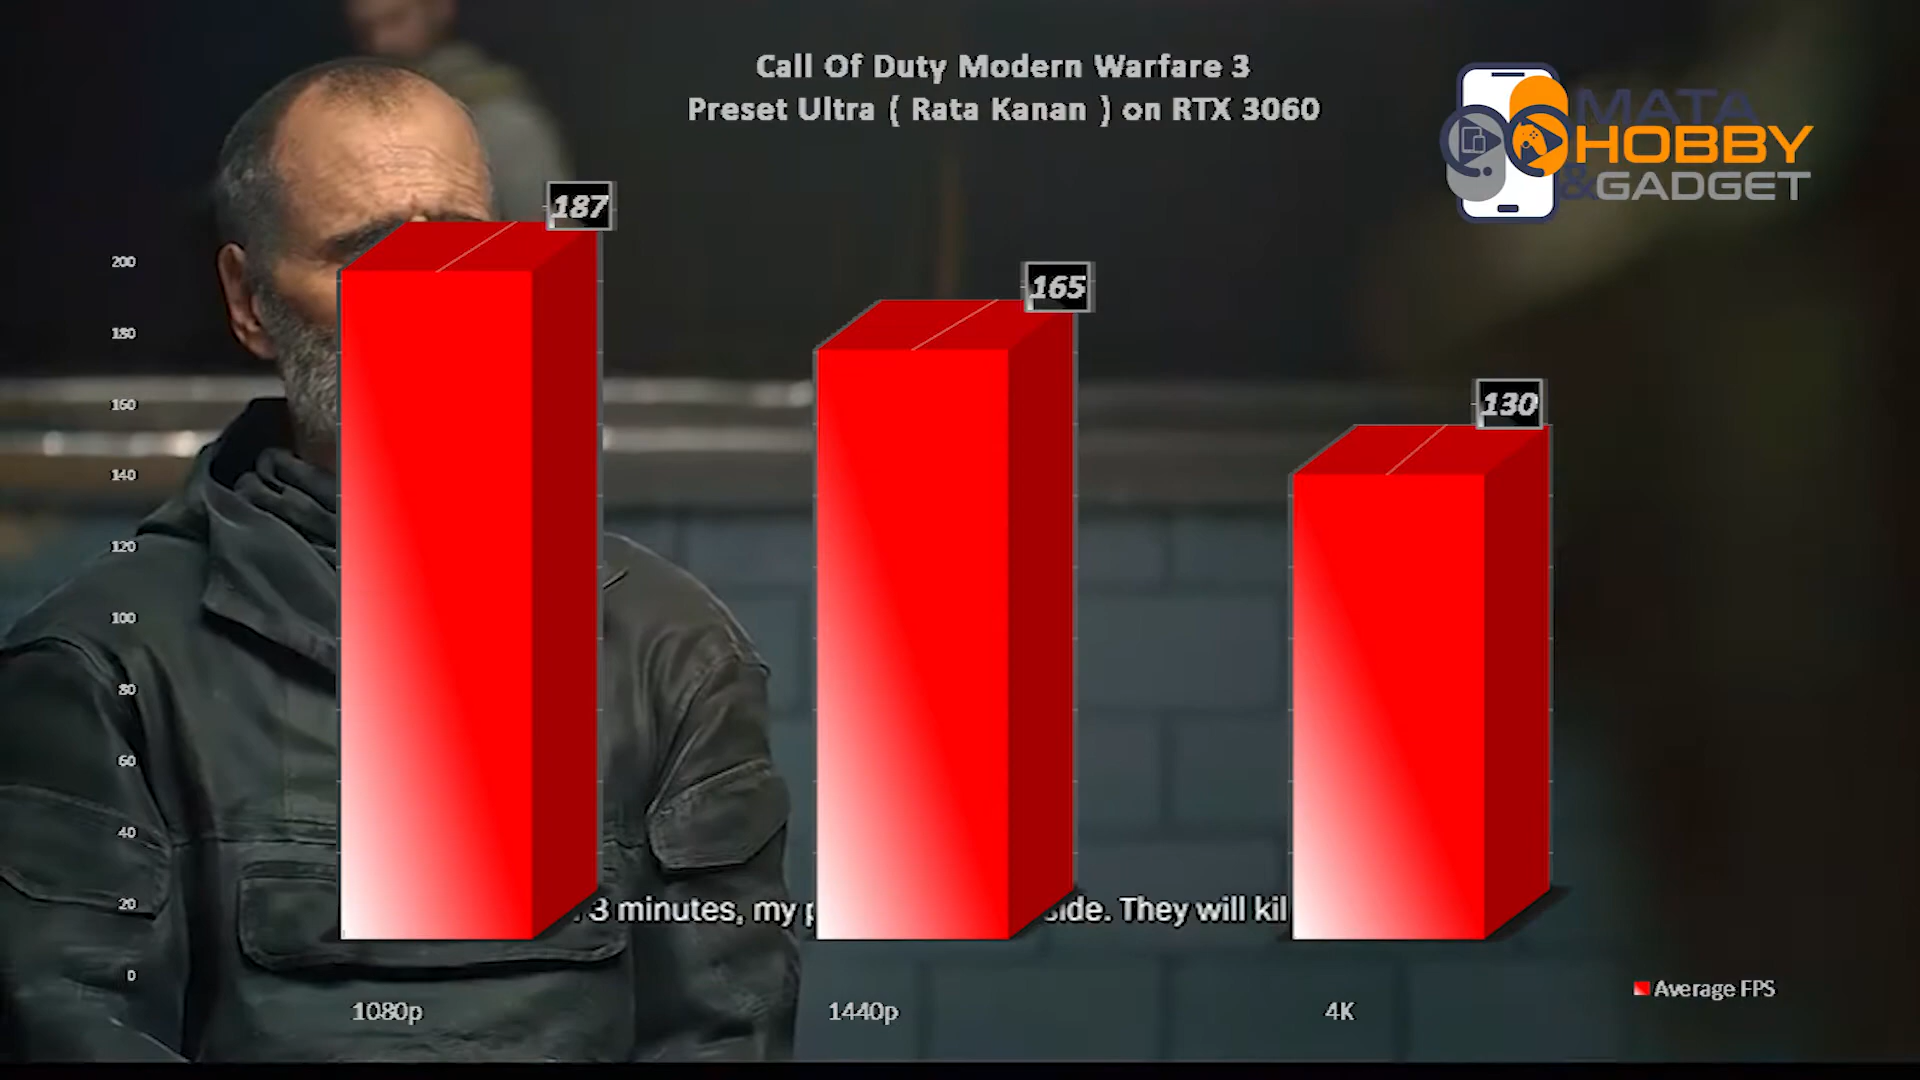 Call Of Duty Modern Warfare 3
Preset Ultra ( Rata Kanan ) on RTX 3060
MATA
HOBBY
&GADGET
187
165
130
200
180
160
140
120
100
80
60
40
20
0
3 minutes, my side. They will kil
1080p
1440p
4K
Average FPS